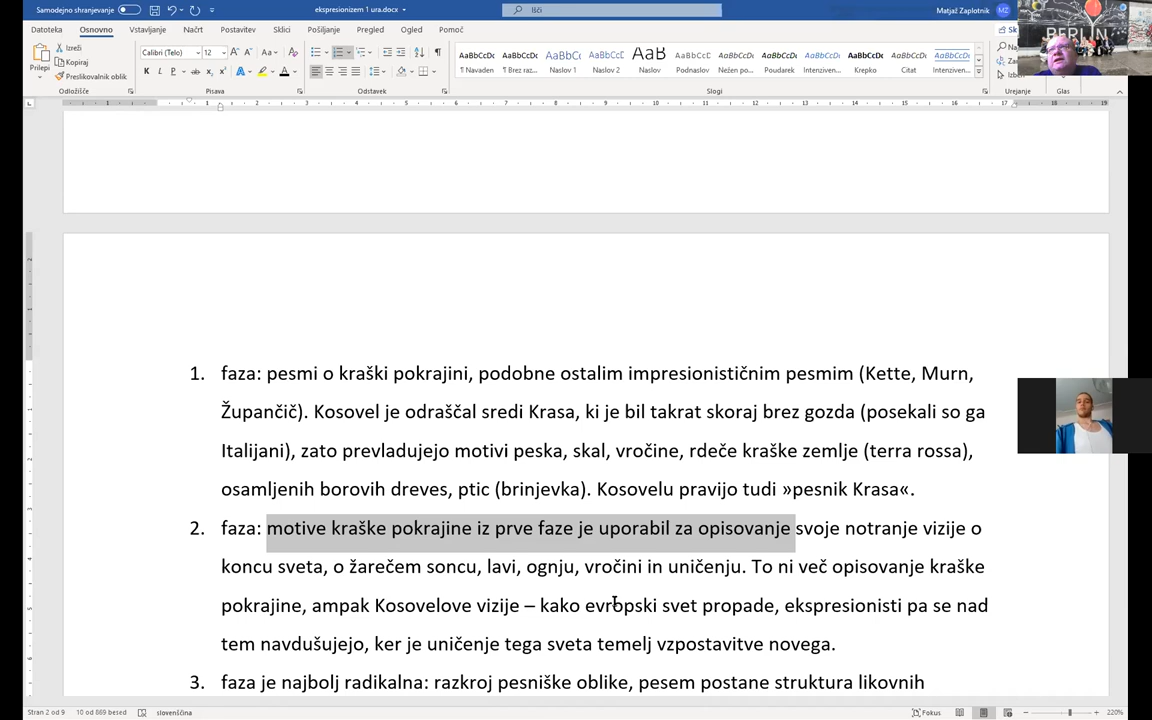 Samodejno shranjevanje
ekspresionizem 1 ura.docx
Išči
Matjaž Zaplotnik
MZ
Datoteka Osnovno Vstavljanje Načrt Postavitev Sklici Pošiljanje Pregled Ogled Pomoč
BERLIN
Prilepi
Izreži
Kopiraj
Preslikovalnik oblik
Odložišče
Calibri (Telo) 12
Pisava
Odstavek
AaBbCcDc AaBbCcDc AaBbCc AaBbCcC AaB AaBbCcD AaBbCcDc AaBbCcDc AaBbCcDc AaBbCcDc AaBbCcDc AaBbCcDc
¶ Navaden ¶ Brez raz... Naslov 1 Naslov 2 Naslov Podnaslov Nežen po... Poudarek Intenziven... Krepko Citat Intenziven...
Slogi
Urejanje
Glas
1. faza: pesmi o kraški pokrajini, podobne ostalim impresionističnim pesmim (Kette, Murn,
Župančič). Kosovel je odraščal sredi Krasa, ki je bil takrat skoraj brez gozda (posekali so ga
Italijani), zato prevladujejo motivi peska, skal, vročine, rdeče kraške zemlje (terra rossa),
osamljenih borovih dreves, ptic (brinjevka). Kosovelu pravijo tudi »pesnik Krasa«.
2. faza: motive kraške pokrajine iz prve faze je uporabil za opisovanje svoje notranje vizije o
koncu sveta, o žarečem soncu, lavi, ognju, vročini in uničenju. To ni več opisovanje kraške
pokrajine, ampak Kosovelove vizije – kako evropski svet propade, ekspresionisti pa se nad
tem navdušujejo, ker je uničenje tega sveta temelj vzpostavitve novega.
3. faza je najbolj radikalna: razkroj pesniške oblike, pesem postane struktura likovnih
Stran 2 od 9
10 od 869 besed
slovenščina
Fokus
220%